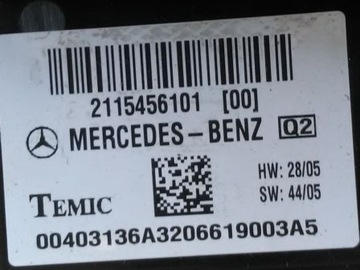 2115456101 [00]
MERCEDES-BENZ Q2
HW: 28/05
SW: 44/05
TEMIC
00403136A3206619003A5